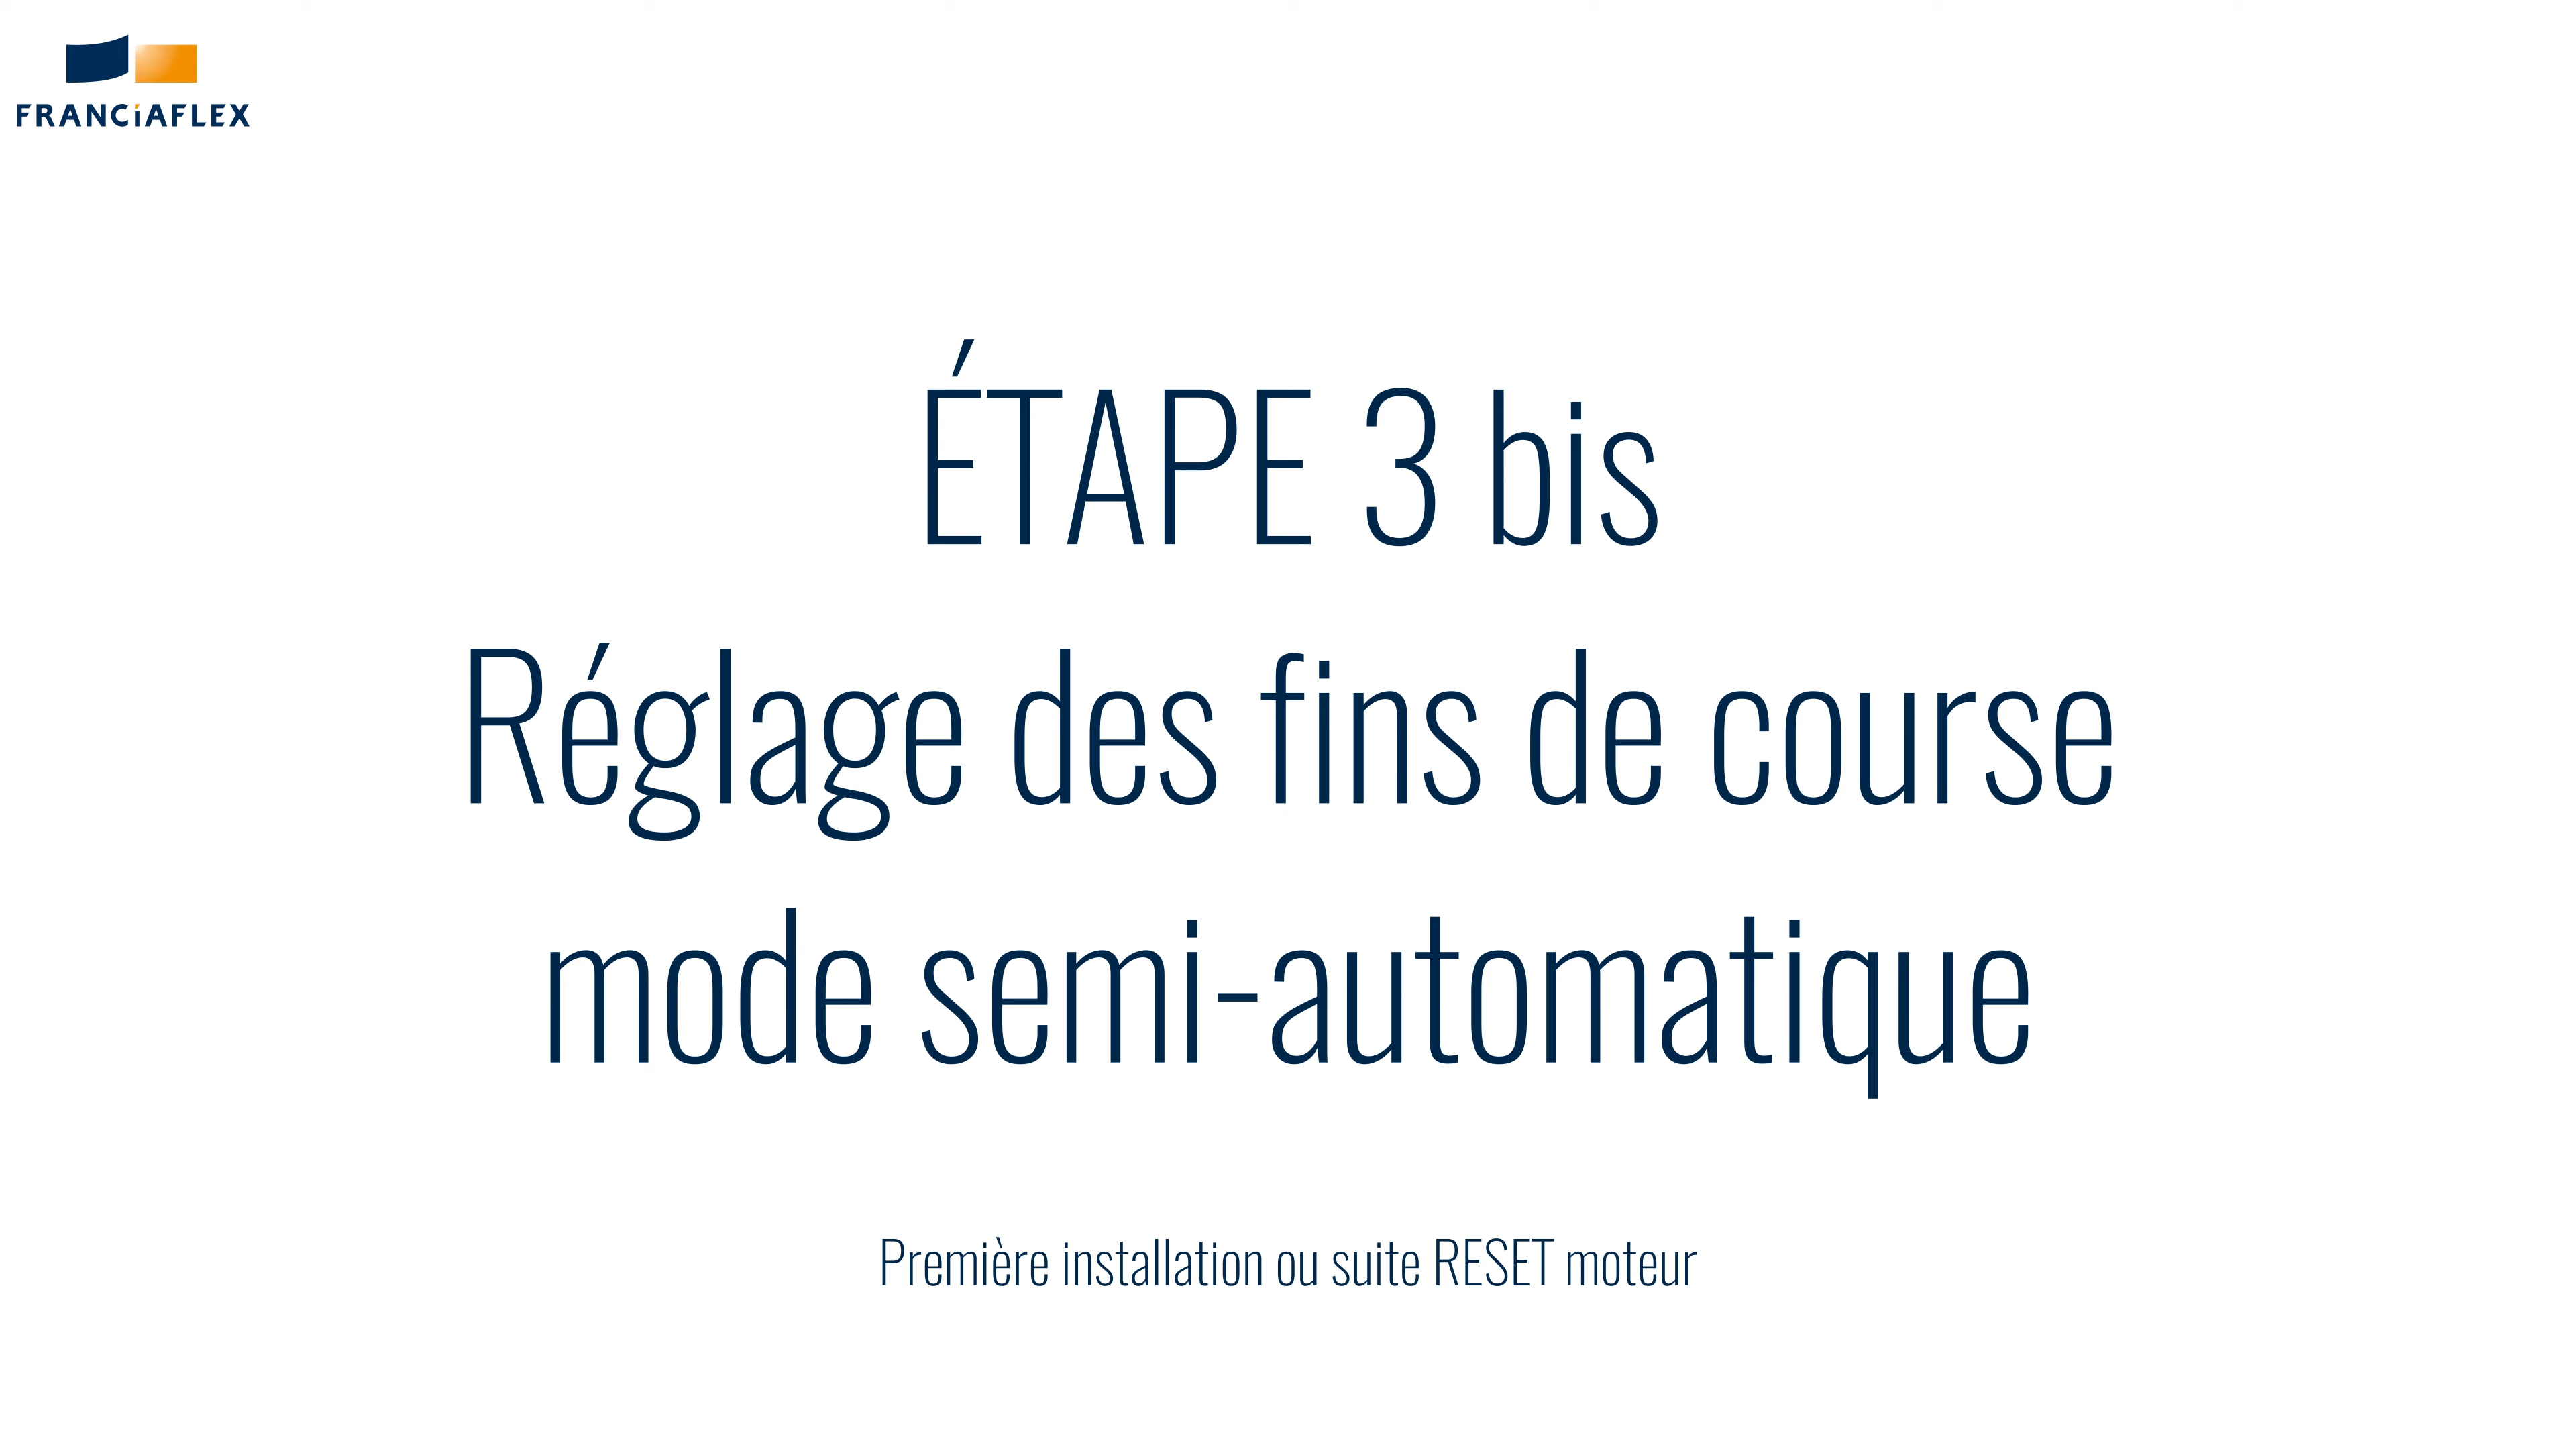 FRANCiAFLEX
ÉTAPE 3 bis
Réglage des fins de course
mode semi-automatique
Première installation ou suite RESET moteur